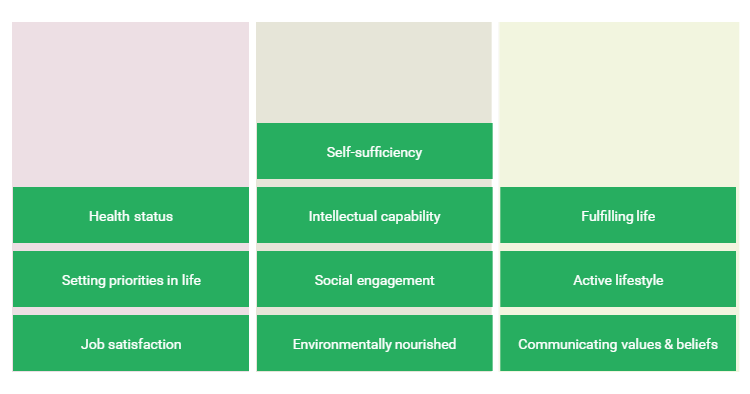 Self-sufficiency
Health status
Intellectual capability
Fulfilling life
Setting priorities in life
Social engagement
Active lifestyle
Job satisfaction
Environmentally nourished
Communicating values & beliefs